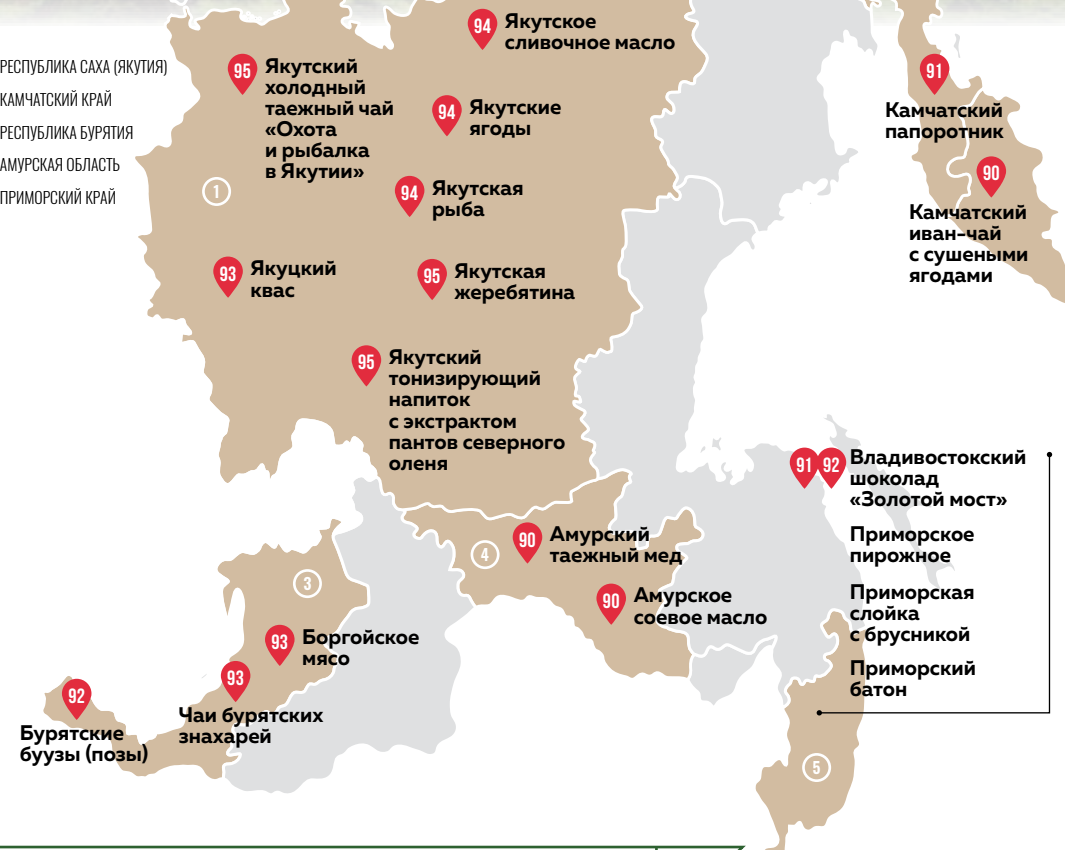 РЕСПУБЛИКА САХА (ЯКУТИЯ)
КАМЧАТСКИЙ КРАЙ
РЕСПУБЛИКА БУРЯТИЯ
АМУРСКАЯ ОБЛАСТЬ
ПРИМОРСКИЙ КРАЙ
94
Якутское
сливочное масло
95
Якутский
холодный
таежный чай
«Охота
и рыбалка
в Якутии»
94
Якутские
ягоды
1
94
Якутская
рыба
93
Якуцкий
квас
95
Якутская
жеребятина
95
Якутский
тонизирующий
напиток
с экстрактом
пантов северного
оленя
91
Камчатский
папоротник
90
Камчатский
иван-чай
с сушеными
ягодами
91
92
Владивостокский
шоколад
«Золотой мост»
Приморское
пирожное
Приморская
слойка
с брусникой
Приморский
батон
5
4
90
Амурский
таежный мед
90
Амурское
соевое масло
3
93
Боргойское
мясо
93
Чаи бурятских
знахарей
92
Бурятские
буузы (позы)